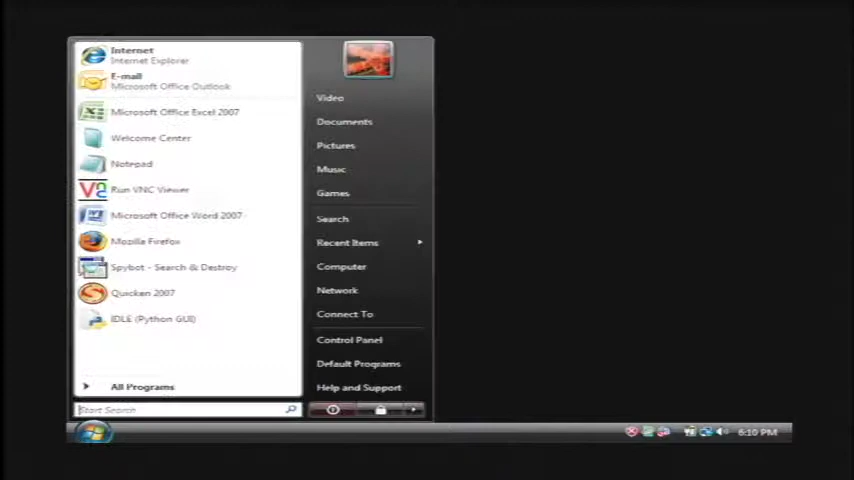 Internet
Internet Explorer
E-mail
Microsoft Office Outlook
Microsoft Office Excel 2007
Welcome Center
Notepad
Run VNC Viewer
Microsoft Office Word 2007
Mozilla Firefox
Spybot - Search & Destroy
Quicken 2007
IDLE (Python GUI)
All Programs
Start Search
Video
Documents
Pictures
Music
Games
Search
Recent Items
Computer
Network
Connect To
Control Panel
Default Programs
Help and Support
6:10 PM